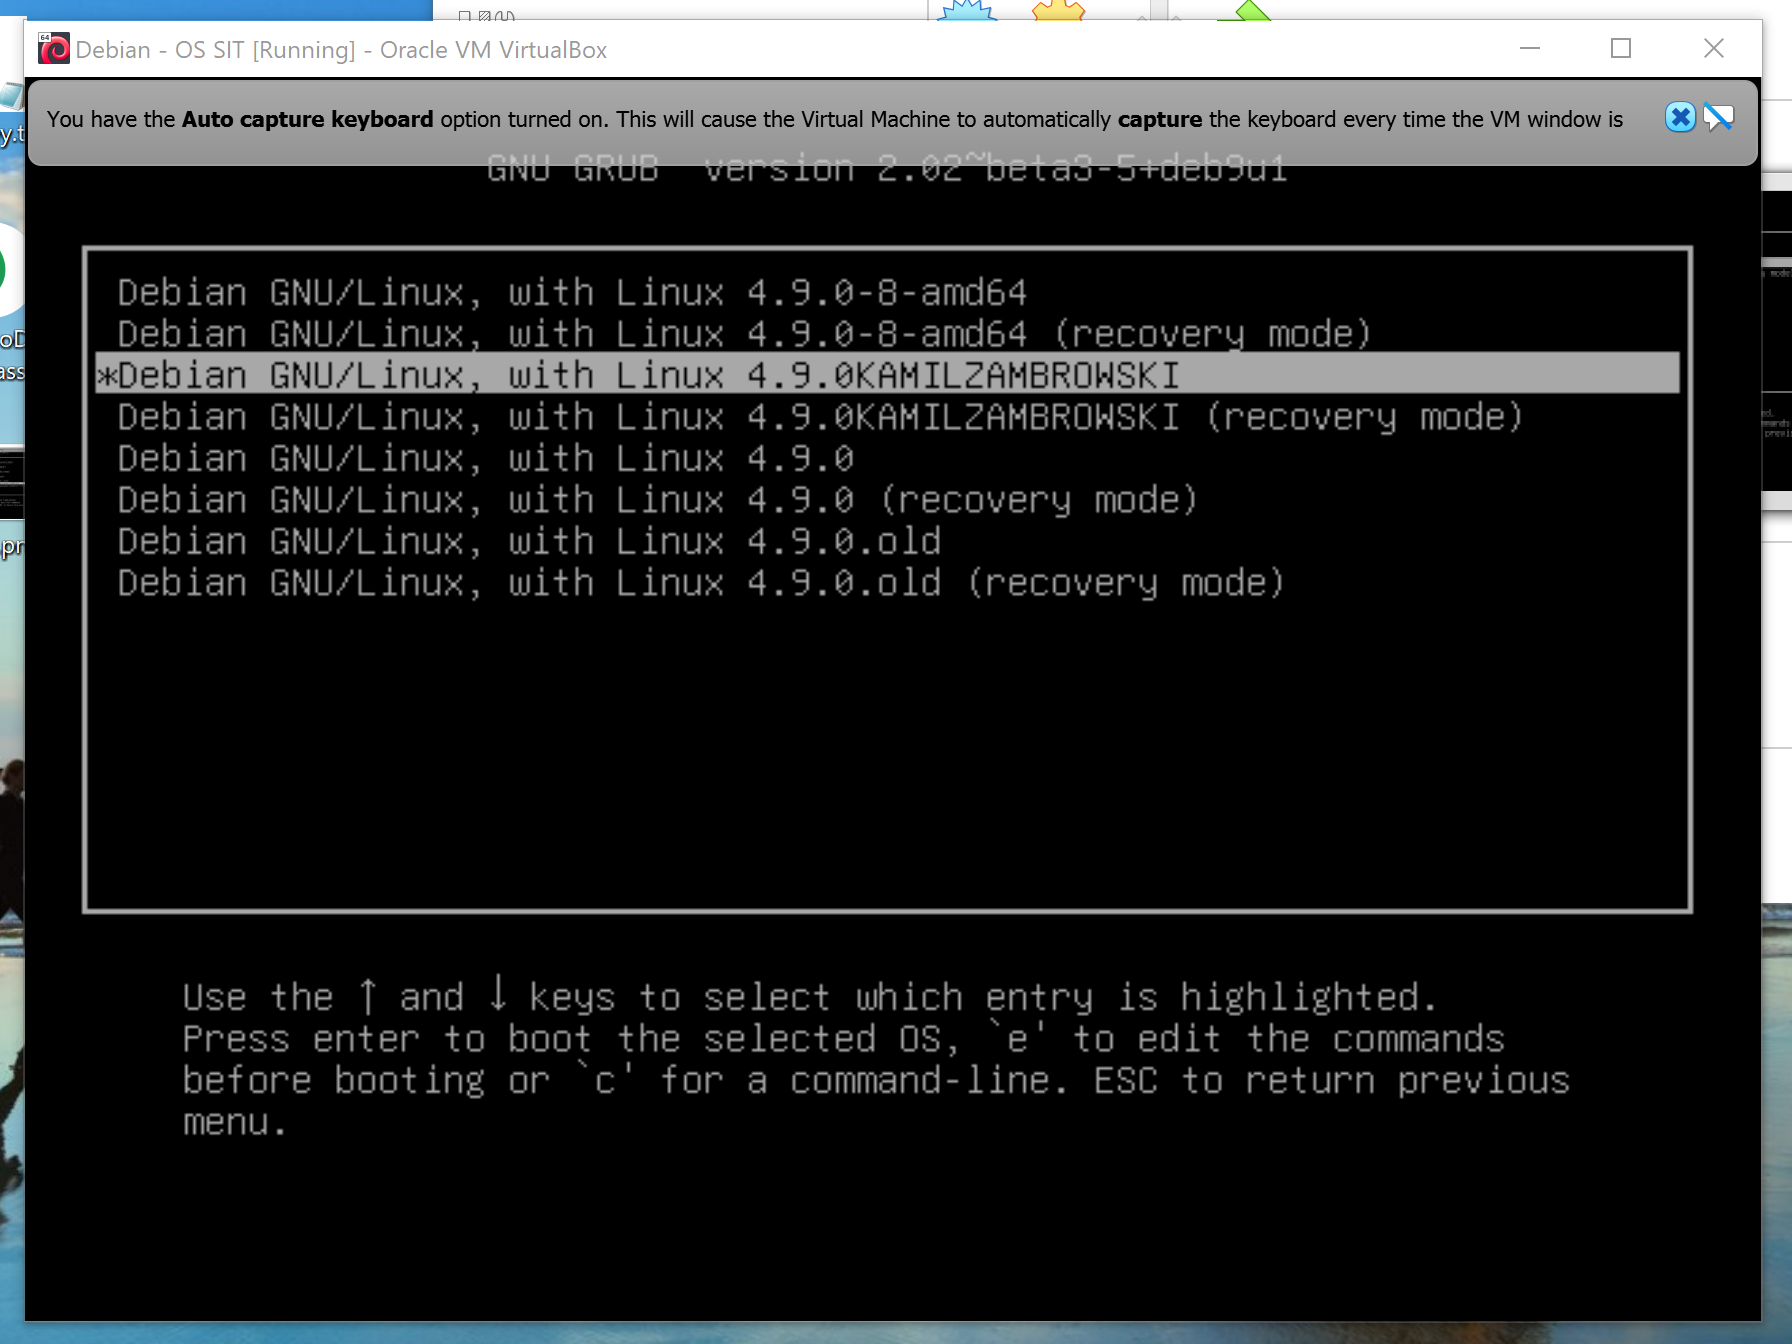 64
Debian - OS SIT [Running] - Oracle VM VirtualBox
You have the Auto capture keyboard option turned on. This will cause the Virtual Machine to automatically capture the keyboard every time the VM window is
GNU GRUB  version 2.02~beta3-5+deb9u1
Debian GNU/Linux, with Linux 4.9.0-8-amd64
Debian GNU/Linux, with Linux 4.9.0-8-amd64 (recovery mode)
*Debian GNU/Linux, with Linux 4.9.0KAMILZAMBROWSKI
Debian GNU/Linux, with Linux 4.9.0KAMILZAMBROWSKI (recovery mode)
Debian GNU/Linux, with Linux 4.9.0
Debian GNU/Linux, with Linux 4.9.0 (recovery mode)
Debian GNU/Linux, with Linux 4.9.0.old
Debian GNU/Linux, with Linux 4.9.0.old (recovery mode)
Use the ↑ and ↓ keys to select which entry is highlighted.
Press enter to boot the selected OS, `e' to edit the commands
before booting or `c' for a command-line. ESC to return previous
menu.